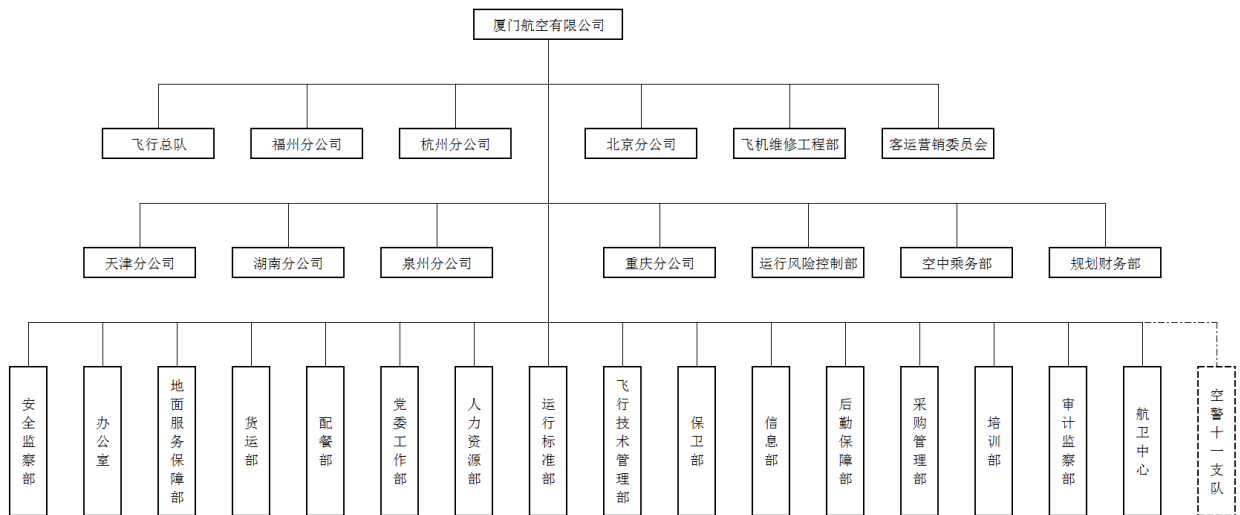 厦门航空有限公司
飞行总队
福州分公司
杭州分公司
北京分公司
飞机维修工程部
客运营销委员会
天津分公司
湖南分公司
泉州分公司
重庆分公司
运行风险控制部
空中乘务部
规划财务部
安全监察部
办公室
地面服务保障部
货运部
配餐部
党委工作部
人力资源部
运行标准部
飞行技术管理部
保卫部
信息部
后勤保障部
采购管理部
培训部
审计监察部
航卫中心
空警十一支队